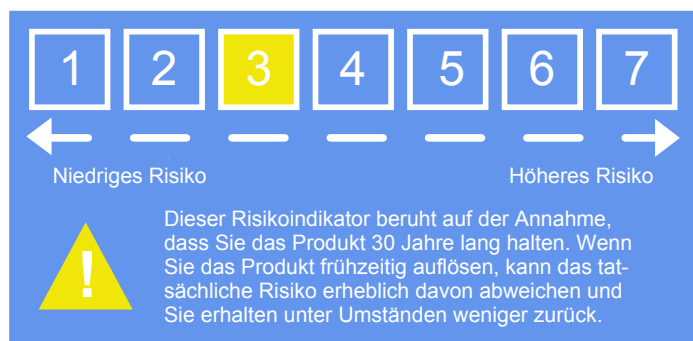 1 2 3 4 5 6 7
Niedriges Risiko Höheres Risiko
!
Dieser Risikoindikator beruht auf der Annahme,
dass Sie das Produkt 30 Jahre lang halten. Wenn
Sie das Produkt frühzeitig auflösen, kann das tat-
sächliche Risiko erheblich davon abweichen und
Sie erhalten unter Umständen weniger zurück.